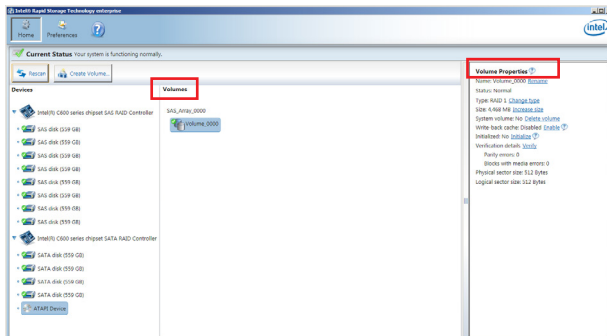 Intel® Rapid Storage Technology enterprise
Home
Preferences
intel
Current Status Your system is functioning normally.
Rescan
Create Volume...
Devices
Intel(R) C600 series chipset SAS RAID Controller
SAS disk (559 GB)
SAS disk (559 GB)
SAS disk (559 GB)
SAS disk (559 GB)
SAS disk (559 GB)
SAS disk (559 GB)
SAS disk (559 GB)
SAS disk (559 GB)
Intel(R) C600 series chipset SATA RAID Controller
SATA disk (559 GB)
SATA disk (559 GB)
SATA disk (559 GB)
SATA disk (559 GB)
ATAPI Device
Volumes
SAS_Array_0000
Volume_0000
Volume Properties ?
Name: Volume_0000 Rename
Status: Normal
Type: RAID 1 Change type
Size: 4,468 MB Increase size
System volume: No Delete volume
Write-back cache: Disabled Enable ?
Initialized: No Initialize ?
Verification details Verify
Parity errors: 0
Blocks with media errors: 0
Physical sector size: 512 Bytes
Logical sector size: 512 Bytes